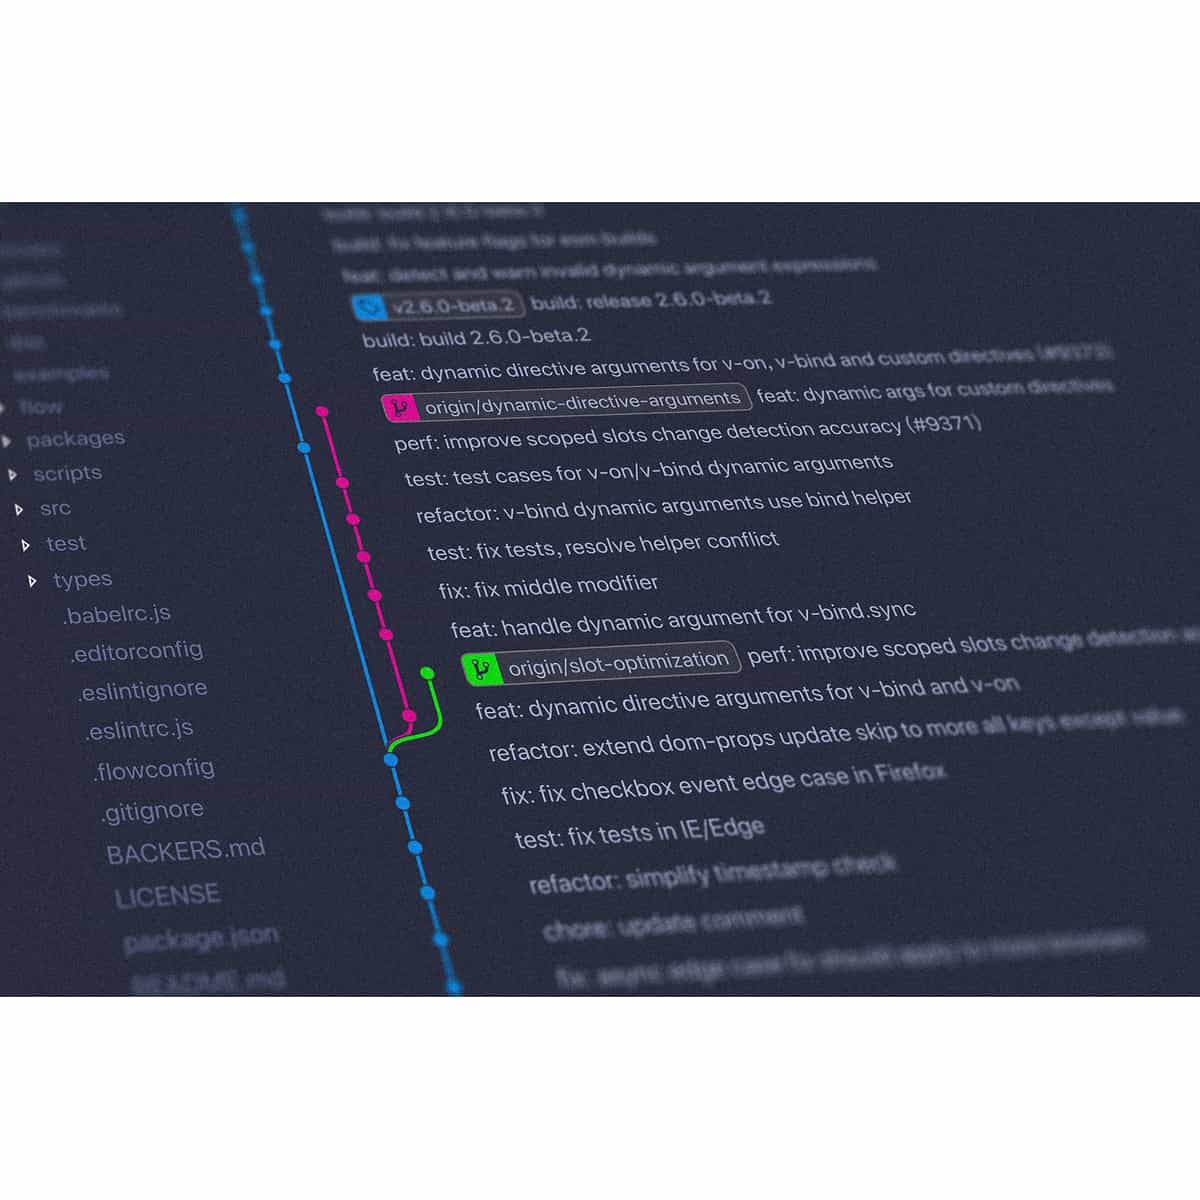 build: fix feature flags for esm builds
feat: detect and warn invalid dynamic argument expressions
v2.6.0-beta.2 build: release 2.6.0-beta.2
build: build 2.6.0-beta.2
feat: dynamic directive arguments for v-on, v-bind and custom directives (#9373)
origin/dynamic-directive-arguments feat: dynamic args for custom directives
perf: improve scoped slots change detection accuracy (#9371)
test: test cases for v-on/v-bind dynamic arguments
refactor: v-bind dynamic arguments use bind helper
test: fix tests, resolve helper conflict
fix: fix middle modifier
feat: handle dynamic argument for v-bind.sync
origin/slot-optimization perf: improve scoped slots change detection
feat: dynamic directive arguments for v-bind and v-on
refactor: extend dom-props update skip to more all keys except value
fix: fix checkbox event edge case in Firefox
test: fix tests in IE/Edge
refactor: simplify timestamp check
chore: update comment
fix: async edge case fix should apply to more browsers
examples
flow
packages
scripts
src
test
types
.babelrc.js
.editorconfig
.eslintignore
.eslintrc.js
.flowconfig
.gitignore
BACKERS.md
LICENSE
package.json
README.md